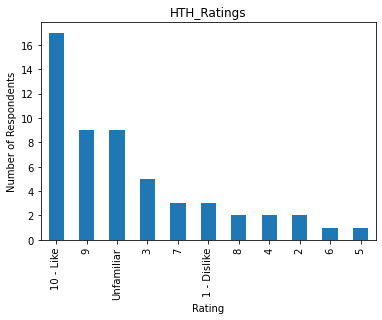 HTH_Ratings
Number of Respondents
16
14
12
10
8
6
4
2
0
10 - Like
9
Unfamiliar
3
7
1 - Dislike
8
4
2
6
5
Rating